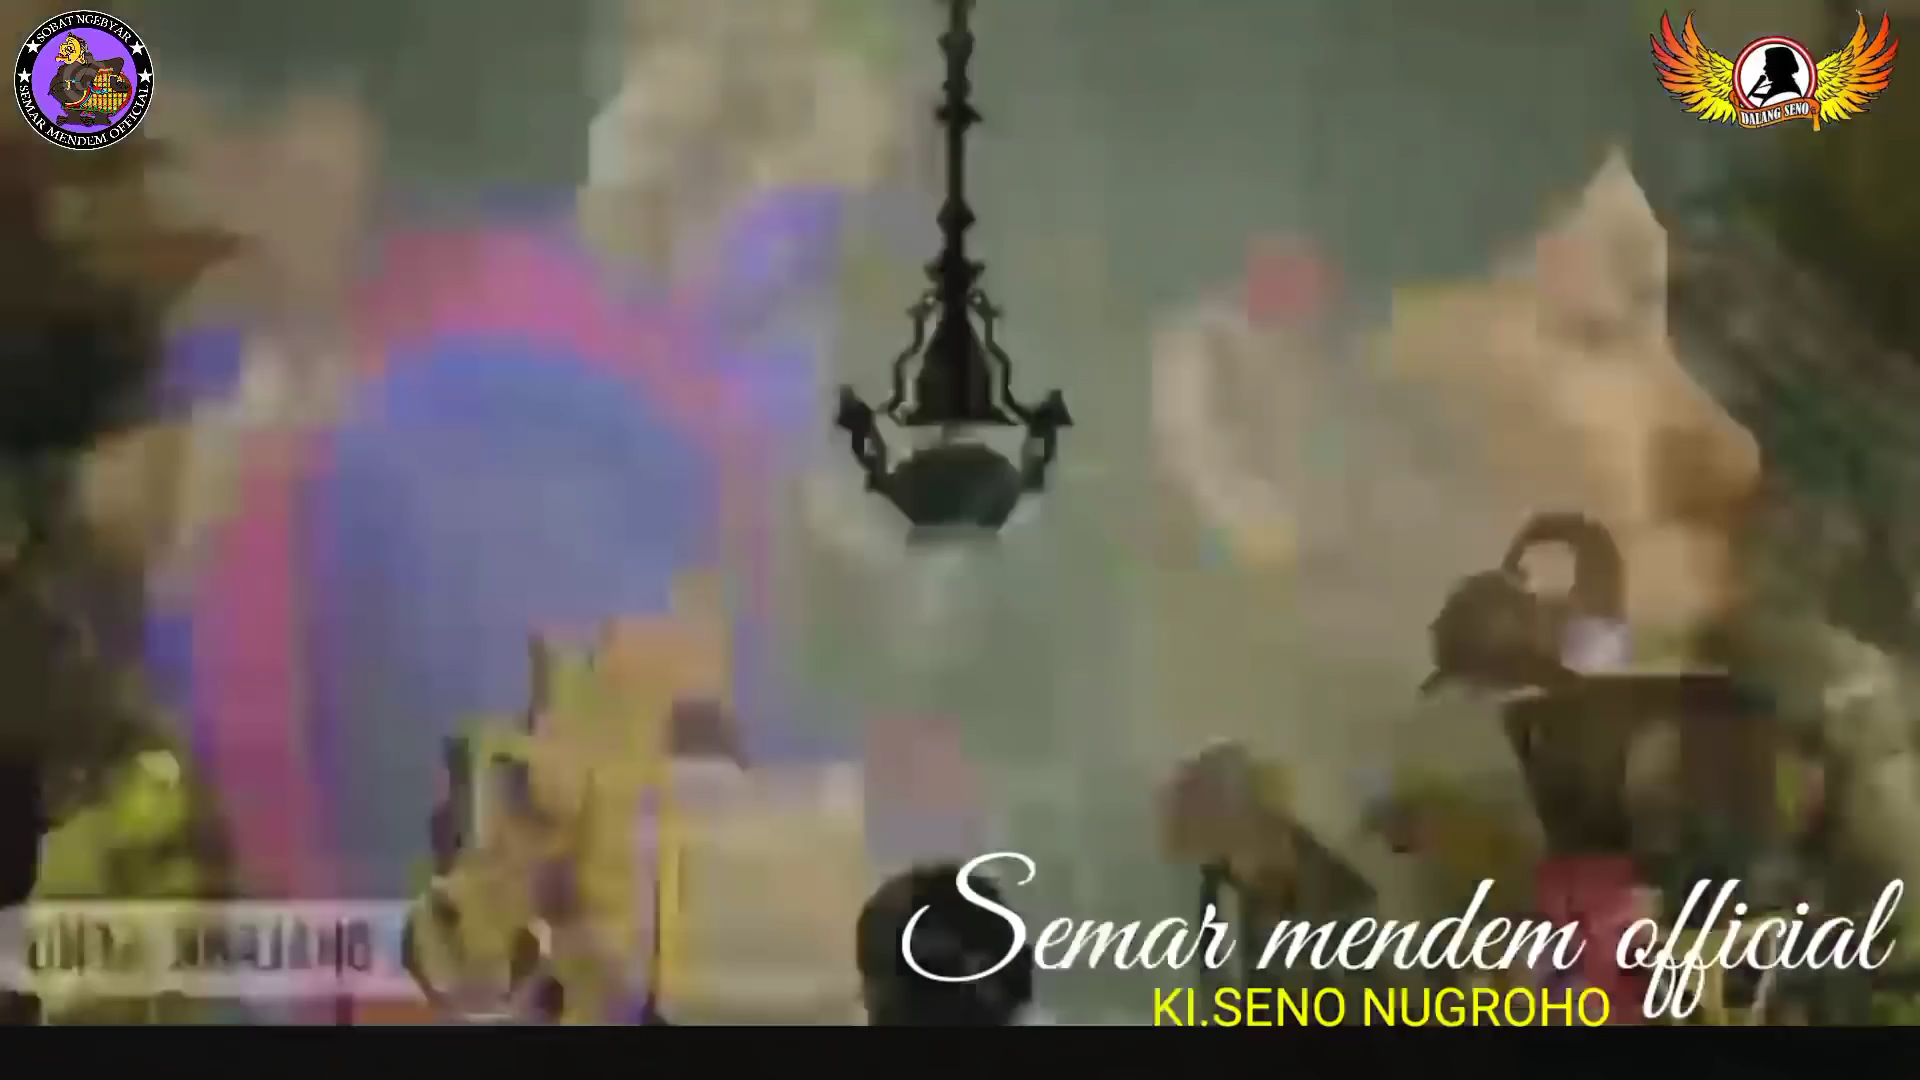 SOBAT NGEBYAR
SEMAR MENDEM OFFICIAL
DALANG SENO
Semar mendem official
KI.SENO NUGROHO